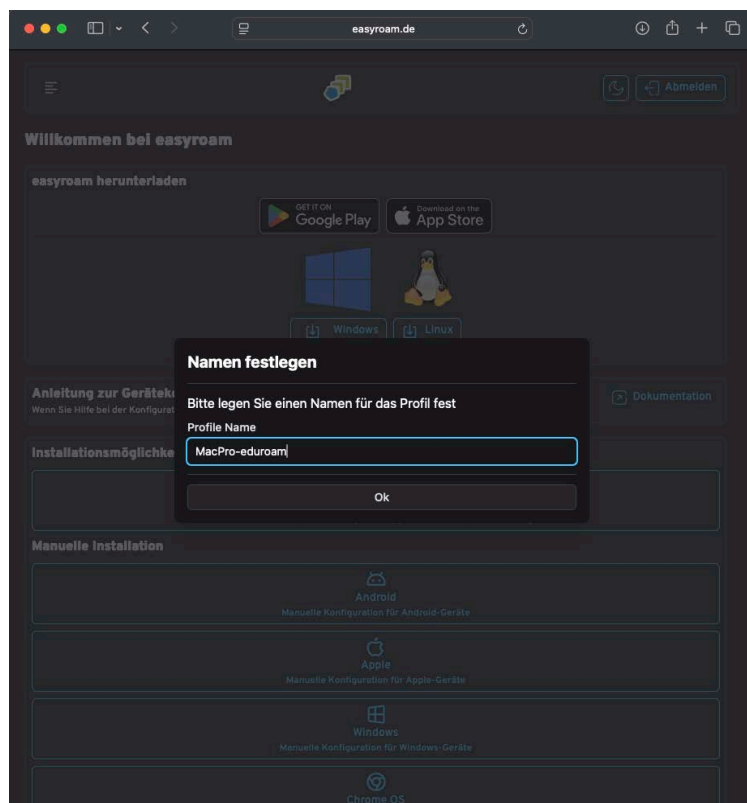 easyroam.de
Abmelden
Willkommen bei easyroam
easyroam herunterladen
GET IT ON
Google Play
Download on the
App Store
Windows
Linux
Namen festlegen
Anleitung zur Geräteku
Wenn Sie Hilfe bei der Konfigurat
Dokumentation
Bitte legen Sie einen Namen für das Profil fest
Profile Name
MacPro-eduroam
Installationsmöglichke
Ok
Manuelle Installation
Android
Manuelle Konfiguration für Android-Geräte
Apple
Manuelle Konfiguration für Apple-Geräte
Windows
Manuelle Konfiguration für Windows-Geräte
Chrome OS